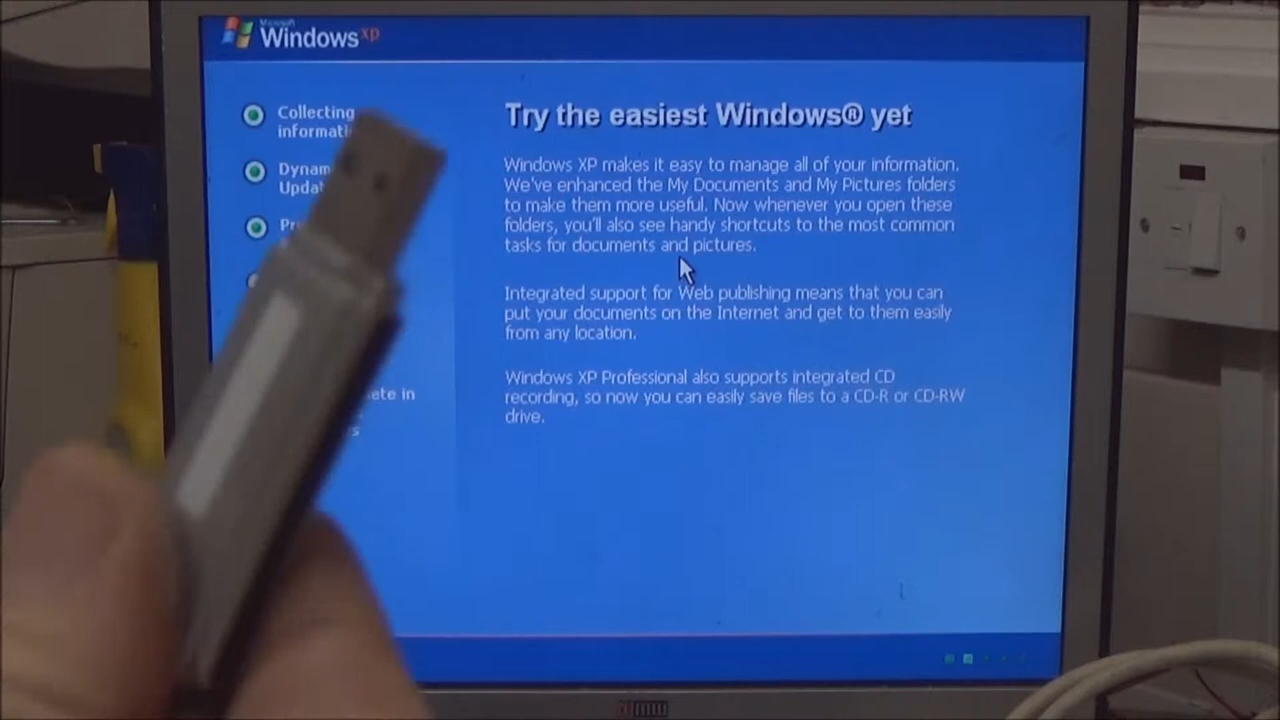 Microsoft
Windows xp
Collecting
Try the easiest Windows® yet
Windows XP makes it easy to manage all of your information.
We've enhanced the My Documents and My Pictures folders
to make them more useful. Now whenever you open these
folders, you'll also see handy shortcuts to the most common
tasks for documents and pictures.
Integrated support for Web publishing means that you can
put your documents on the Internet and get to them easily
from any location.
Windows XP Professional also supports integrated CD
recording, so now you can easily save files to a CD-R or CD-RW
drive.
in